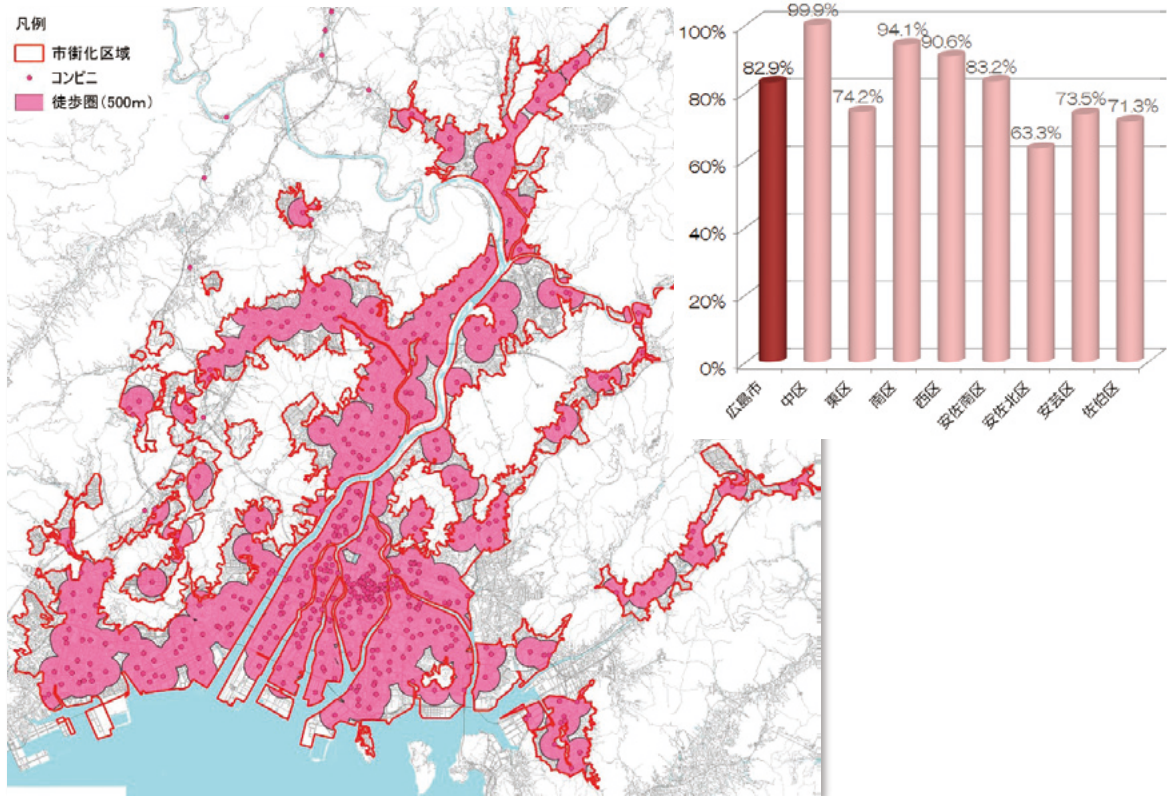 凡例
市街化区域
コンビニ
徒歩圏(500m)
100%
80%
60%
40%
20%
0%
82.9%
99.9%
74.2%
94.1%
90.6%
83.2%
63.3%
73.5%
71.3%
広島市
中区
東区
南区
西区
安佐南区
安佐北区
安芸区
佐伯区